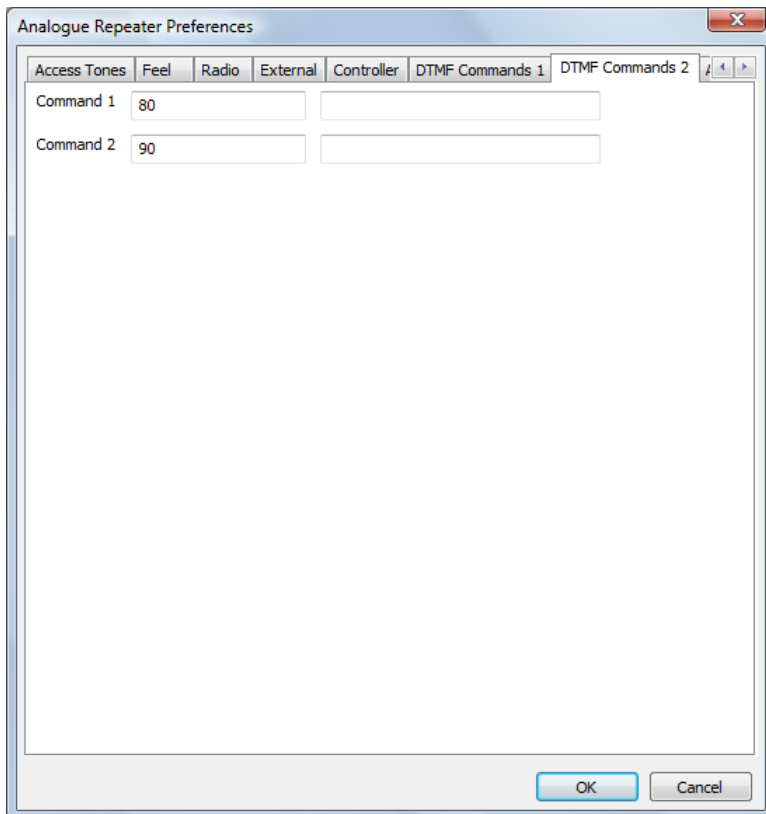 Analogue Repeater Preferences
Access Tones Feel Radio External Controller DTMF Commands 1 DTMF Commands 2
Command 1 80
Command 2 90
OK Cancel